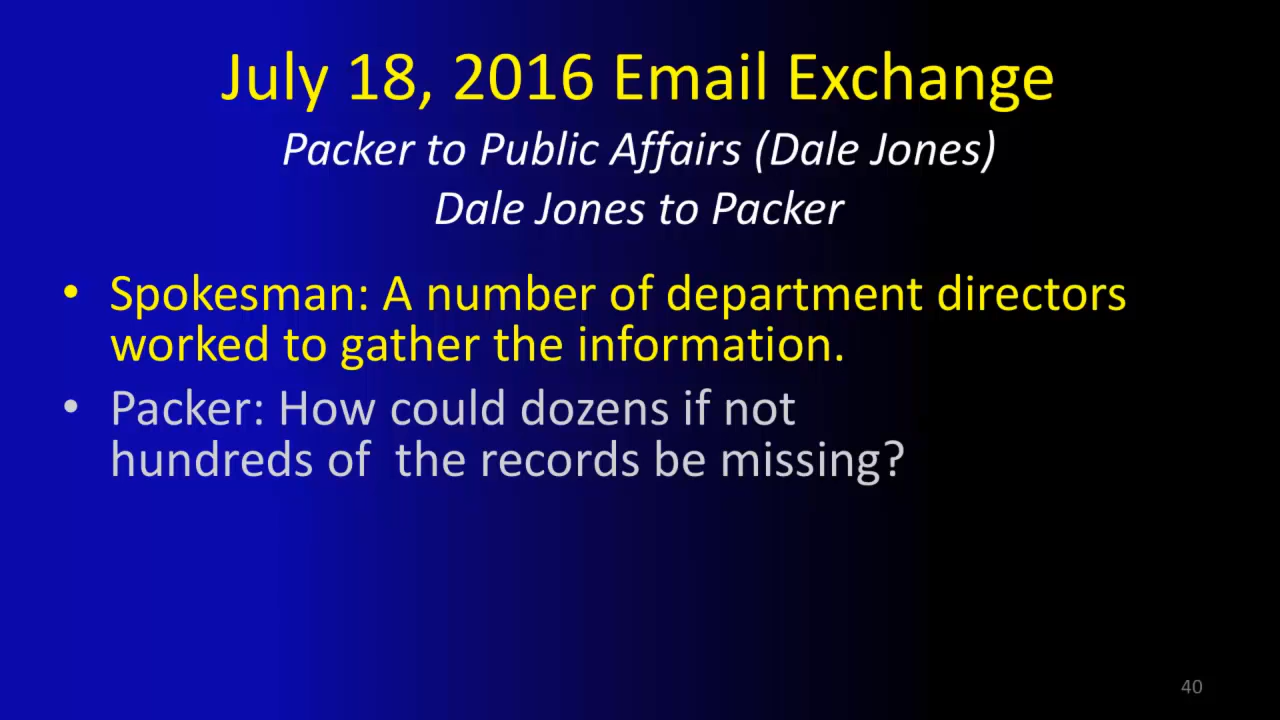 July 18, 2016 Email Exchange
Packer to Public Affairs (Dale Jones)
Dale Jones to Packer
• Spokesman: A number of department directors
worked to gather the information.
• Packer: How could dozens if not
hundreds of  the records be missing?
40